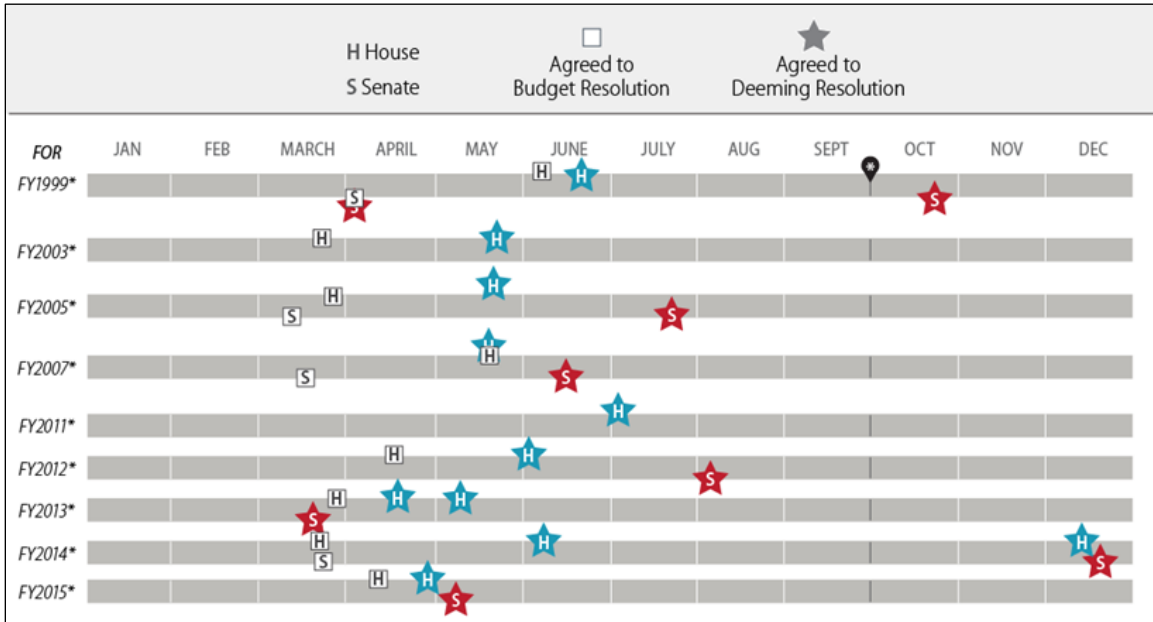 H House
S Senate
Agreed to
Budget Resolution
Agreed to
Deeming Resolution
FOR JAN FEB MARCH APRIL MAY JUNE JULY AUG SEPT OCT NOV DEC
*
H H
FY1999*
S
S S
H H
FY2003*
H
H
FY2005*
S S
H
H
FY2007*
S S
H
FY2011*
H H
FY2012*
S
H H H
FY2013*
S
H H H
FY2014*
S S
H H
FY2015*
S